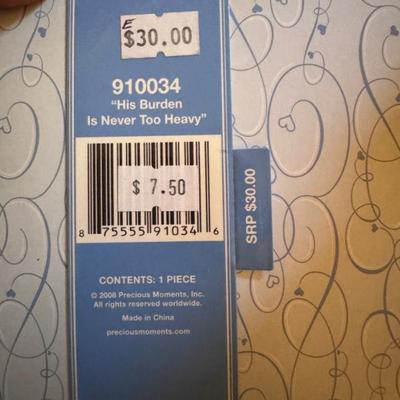 E
$30.00
910034
"His Burden
Is Never Too Heavy"
$ 7.50
8 75555 91034 6
SRP $30.00
CONTENTS: 1 PIECE
© 2008 Precious Moments, Inc.
All rights reserved worldwide.
Made in China
preciousmoments.com